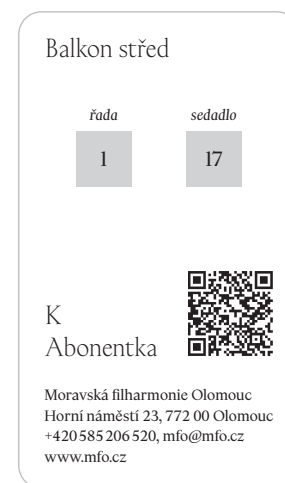 Balkon střed
řada sedadlo
1 17
K
Abonentka
Moravská filharmonie Olomouc
Horní náměstí 23, 772 00 Olomouc
+420 585 206 520, mfo@mfo.cz
www.mfo.cz